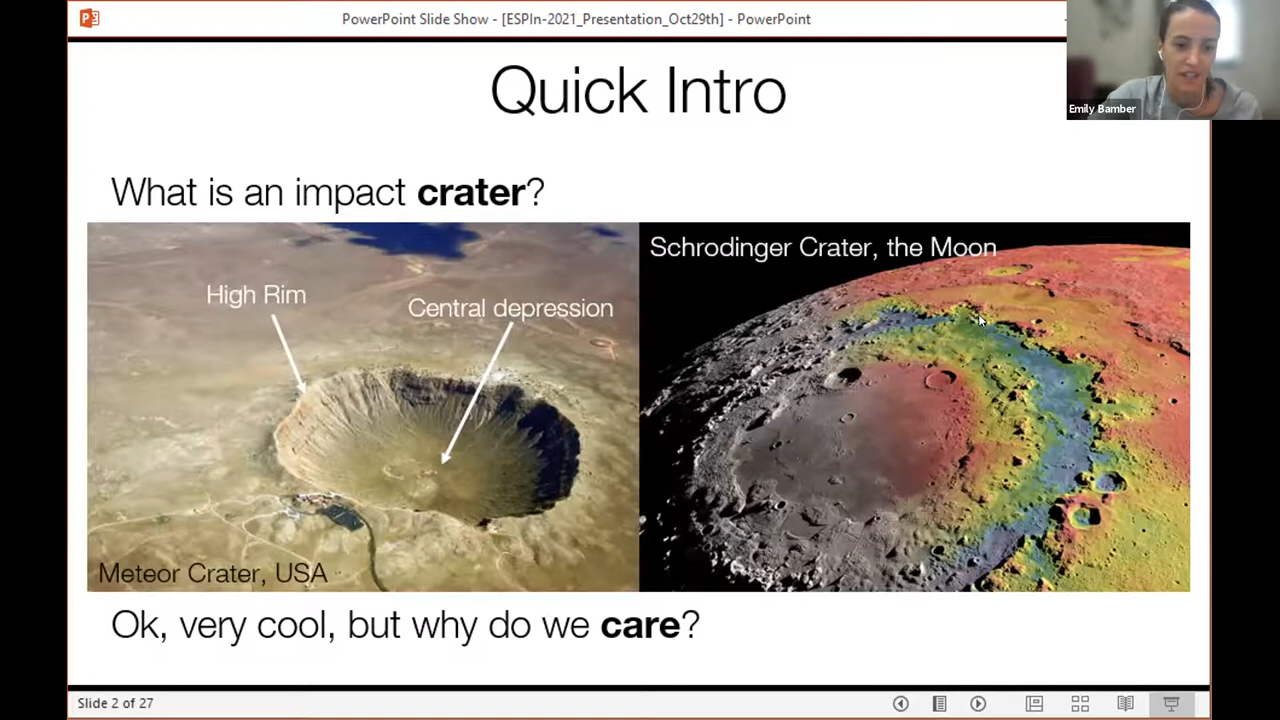 PowerPoint Slide Show - [ESPIn-2021_Presentation_Oct29th] - PowerPoint
Emily Bamber
Quick Intro
What is an impact crater?
Schrodinger Crater, the Moon
High Rim
Central depression
Meteor Crater, USA
Ok, very cool, but why do we care?
Slide 2 of 27